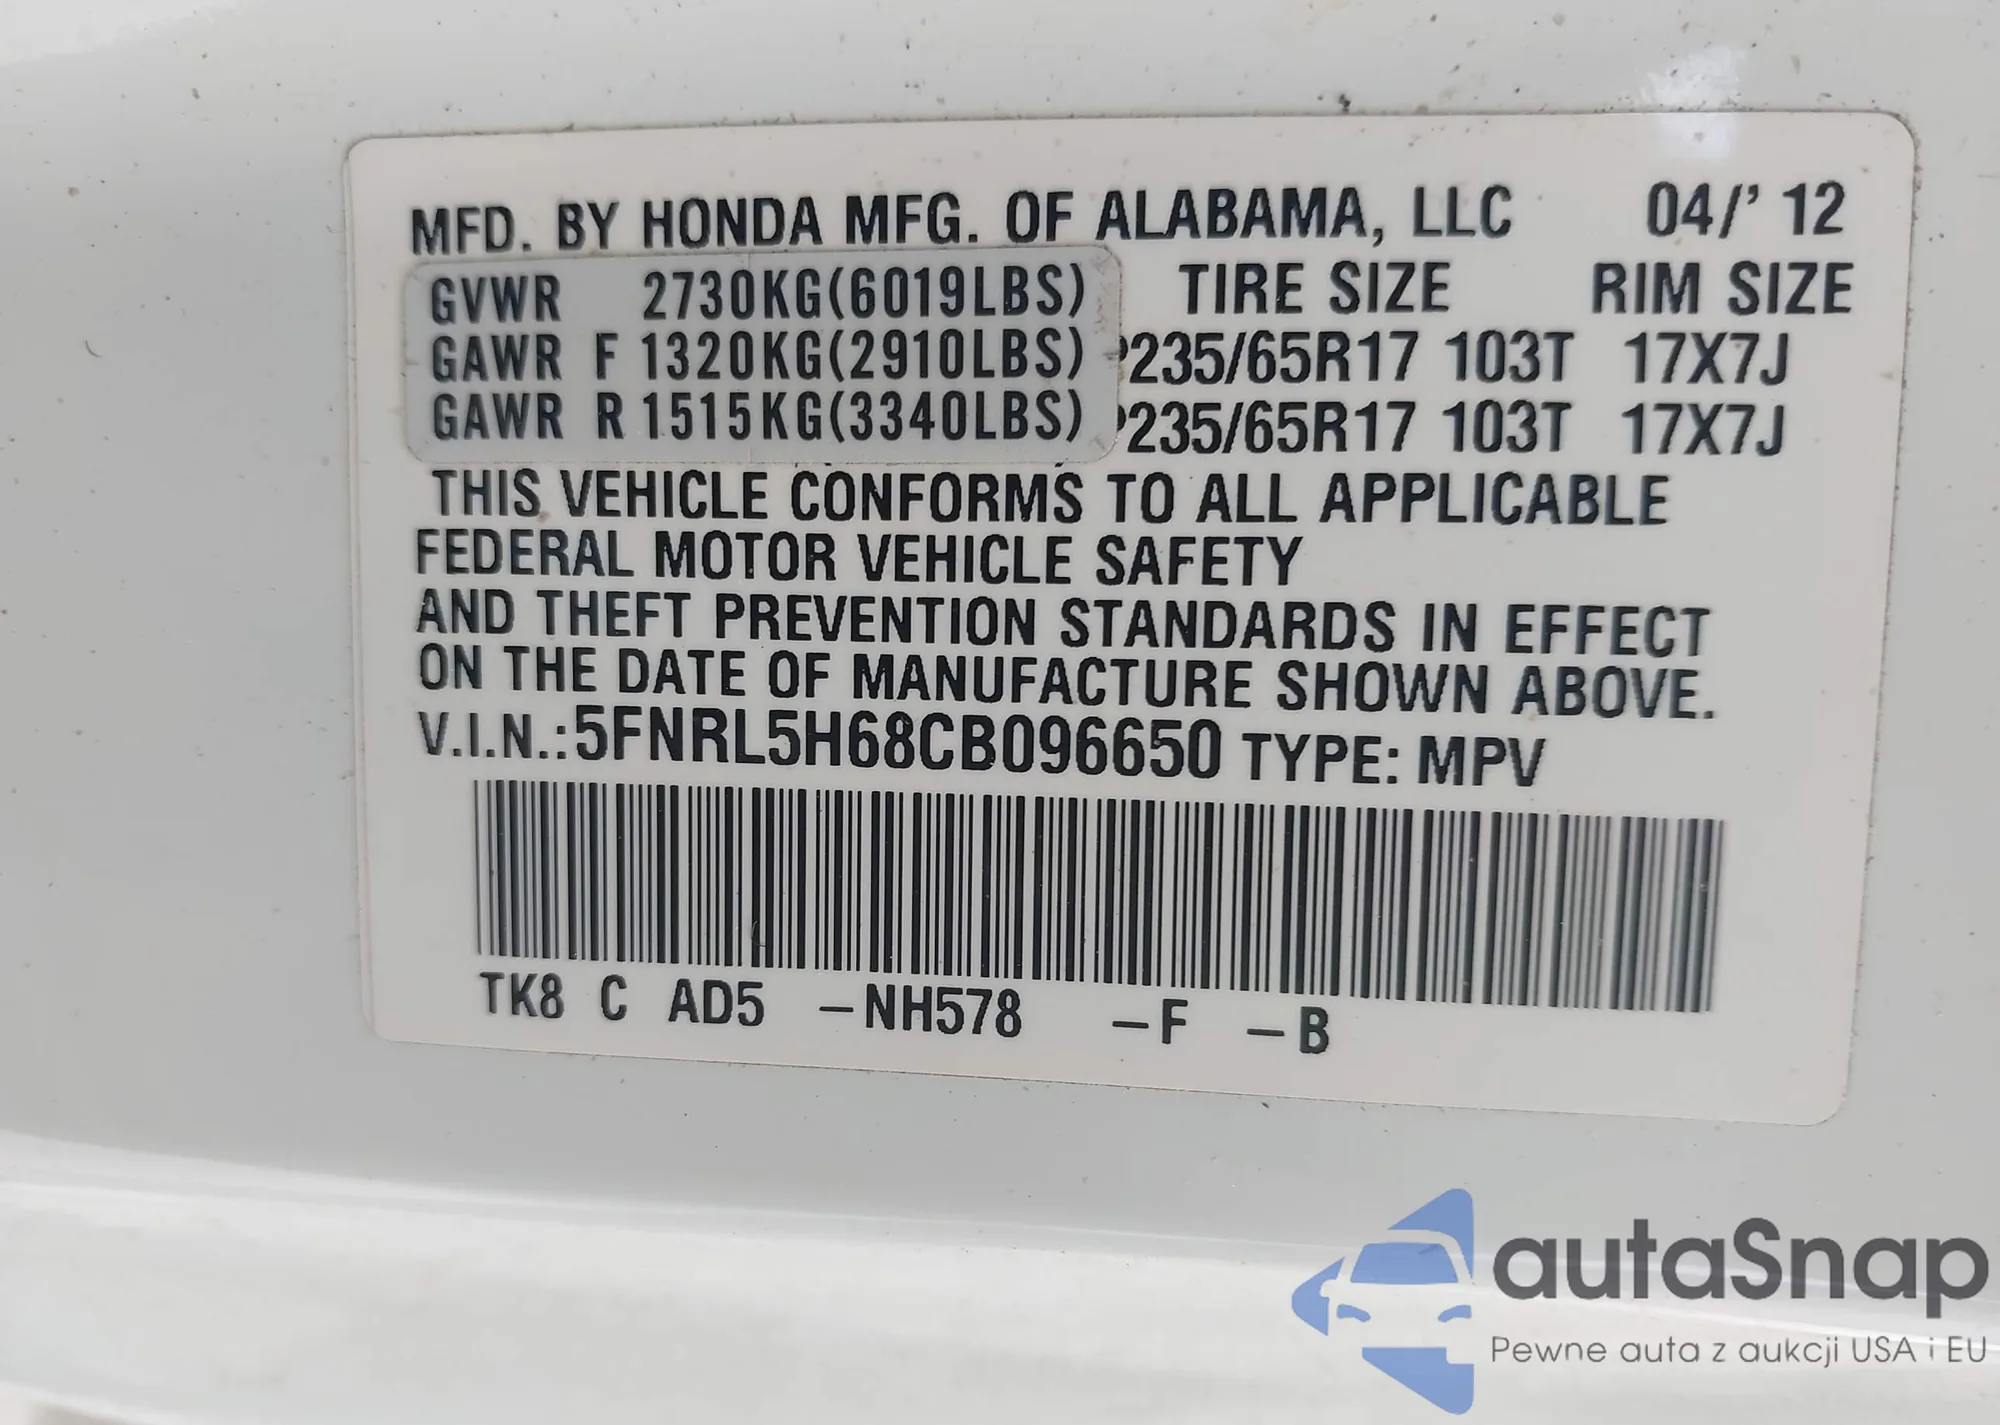 MFD. BY HONDA MFG. OF ALABAMA, LLC 04/' 12
GVWR 2730KG(6019LBS) TIRE SIZE RIM SIZE
GAWR F 1320KG(2910LBS) P235/65R17 103T 17X7J
GAWR R 1515KG(3340LBS) P235/65R17 103T 17X7J
THIS VEHICLE CONFORMS TO ALL APPLICABLE
FEDERAL MOTOR VEHICLE SAFETY
AND THEFT PREVENTION STANDARDS IN EFFECT
ON THE DATE OF MANUFACTURE SHOWN ABOVE.
V.I.N.:5FNRL5H68CB096650 TYPE: MPV
TK8 C AD5 –NH578 –F –B
autaSnap
Pewne auta z aukcji USA i EU